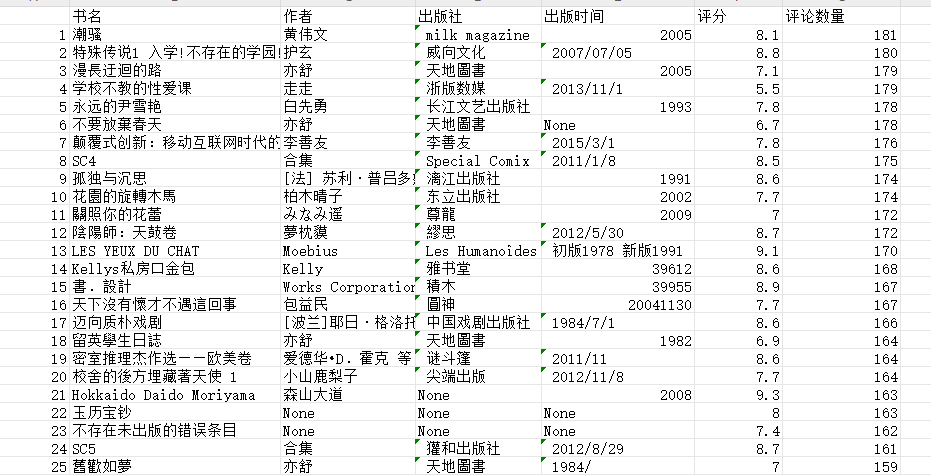 书名 作者 出版社 出版时间 评分 评论数量
1 潮骚 黄伟文 milk magazine 2005 8.1 181
2 特殊传说1 入学!不存在的学园! 护玄 威向文化 2007/07/05 8.8 180
3 漫長迂迴的路 亦舒 天地圖書 2005 7.1 179
4 学校不教的性爱课 走走 浙版数媒 2013/11/1 5.5 179
5 永远的尹雪艳 白先勇 长江文艺出版社 1993 7.8 178
6 不要放棄春天 亦舒 天地圖書 None 6.7 178
7 颠覆式创新：移动互联网时代的 李善友 李善友 2015/3/1 7.8 176
8 SC4 合集 Special Comix 2011/1/8 8.5 175
9 孤独与沉思 [法] 苏利·普吕多 漓江出版社 1991 8.6 174
10 花園的旋轉木馬 柏木晴子 东立出版社 2002 7.7 174
11 關照你的花蕾 みなみ遥 尊龍 2009 7 172
12 陰陽師：天鼓卷 夢枕貘 繆思 2012/5/30 8.7 172
13 LES YEUX DU CHAT Moebius Les Humanoides 初版1978 新版1991 9.1 170
14 Kellys私房口金包 Kelly 雅书堂 39612 8.6 168
15 書．設計 Works Corporation 積木 39955 8.9 167
16 天下沒有懷才不遇這回事 包益民 圓神 20041130 7.7 167
17 迈向质朴戏剧 [波兰]耶日·格洛托 中国戏剧出版社 1984/7/1 8.6 166
18 留英學生日誌 亦舒 天地圖書 1982 6.9 164
19 密室推理杰作选——欧美卷 爱德华•D. 霍克 等 谜斗篷 2011/11 8.6 164
20 校舍的後方埋藏著天使 1 小山鹿梨子 尖端出版 2012/11/8 7.7 164
21 Hokkaido Daido Moriyama 森山大道 None 2008 9.3 163
22 玉历宝钞 None None None 8 163
23 不存在未出版的错误条目 None None None 7.4 162
24 SC5 合集 獾和出版社 2012/8/29 8.7 161
25 舊歡如夢 亦舒 天地圖書 1984/ 7 159